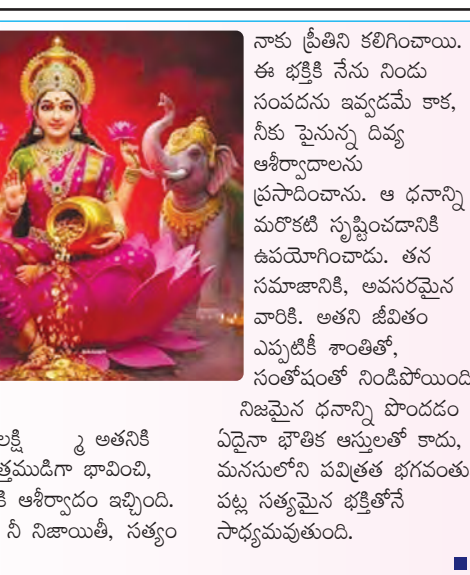 లక్షి అతనికి
త్తముడిగా భావించి,
కి ఆశీర్వాదం ఇచ్చింది.
నీ నిజాయితీ, సత్యం
నాకు ప్రీతిని కలిగించాయి.
ఈ భక్తికి నేను నిండు
సంపదను ఇవ్వడమే కాక,
నీకు పైనున్న దివ్య
ఆశీర్వాదాలను
ప్రసాదించాను. ఆ ధనాన్ని
మరొకటి సృష్టించడానికి
ఉపయోగించాడు. తన
సమాజానికి, అవసరమైన
వారికి. అతని జీవితం
ఎప్పటికీ శాంతితో,
సంతోషంతో నిండిపోయింది
నిజమైన ధనాన్ని పొందడం
ఏదైనా భౌతిక ఆస్తులతో కాదు,
మనసులోని పవిత్రత భగవంతు
పట్ల సత్యమైన భక్తితోనే
సాధ్యమవుతుంది.